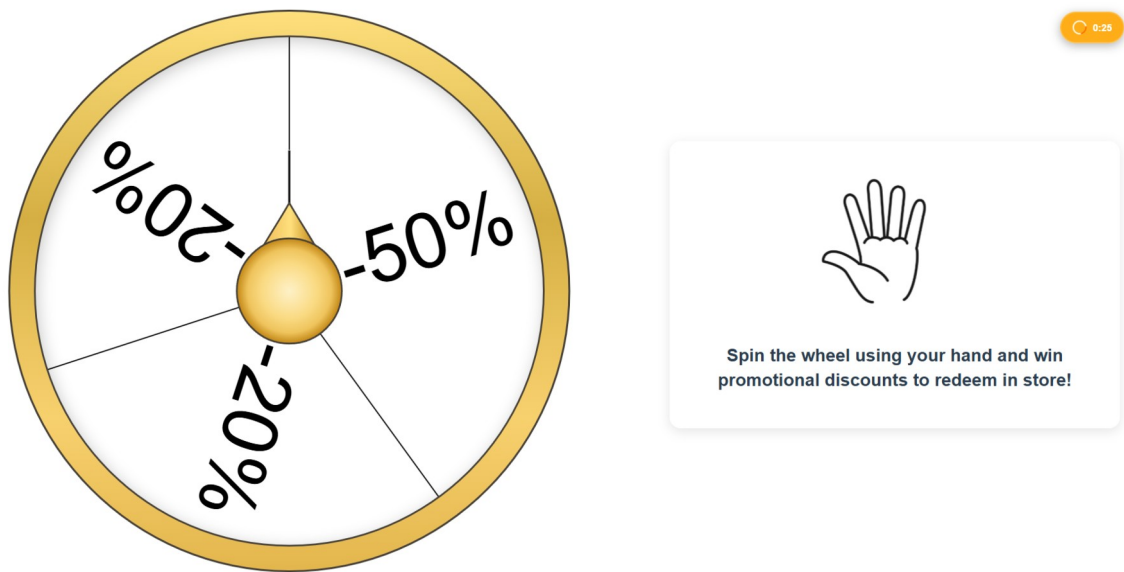 -20%
-50%
-20%
0:25
Spin the wheel using your hand and win
promotional discounts to redeem in store!